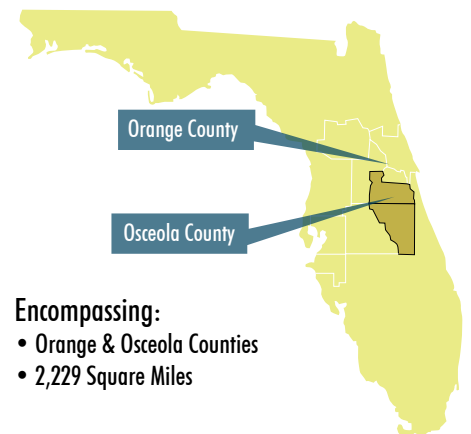 Orange County
Osceola County
Encompassing:
• Orange & Osceola Counties
• 2,229 Square Miles